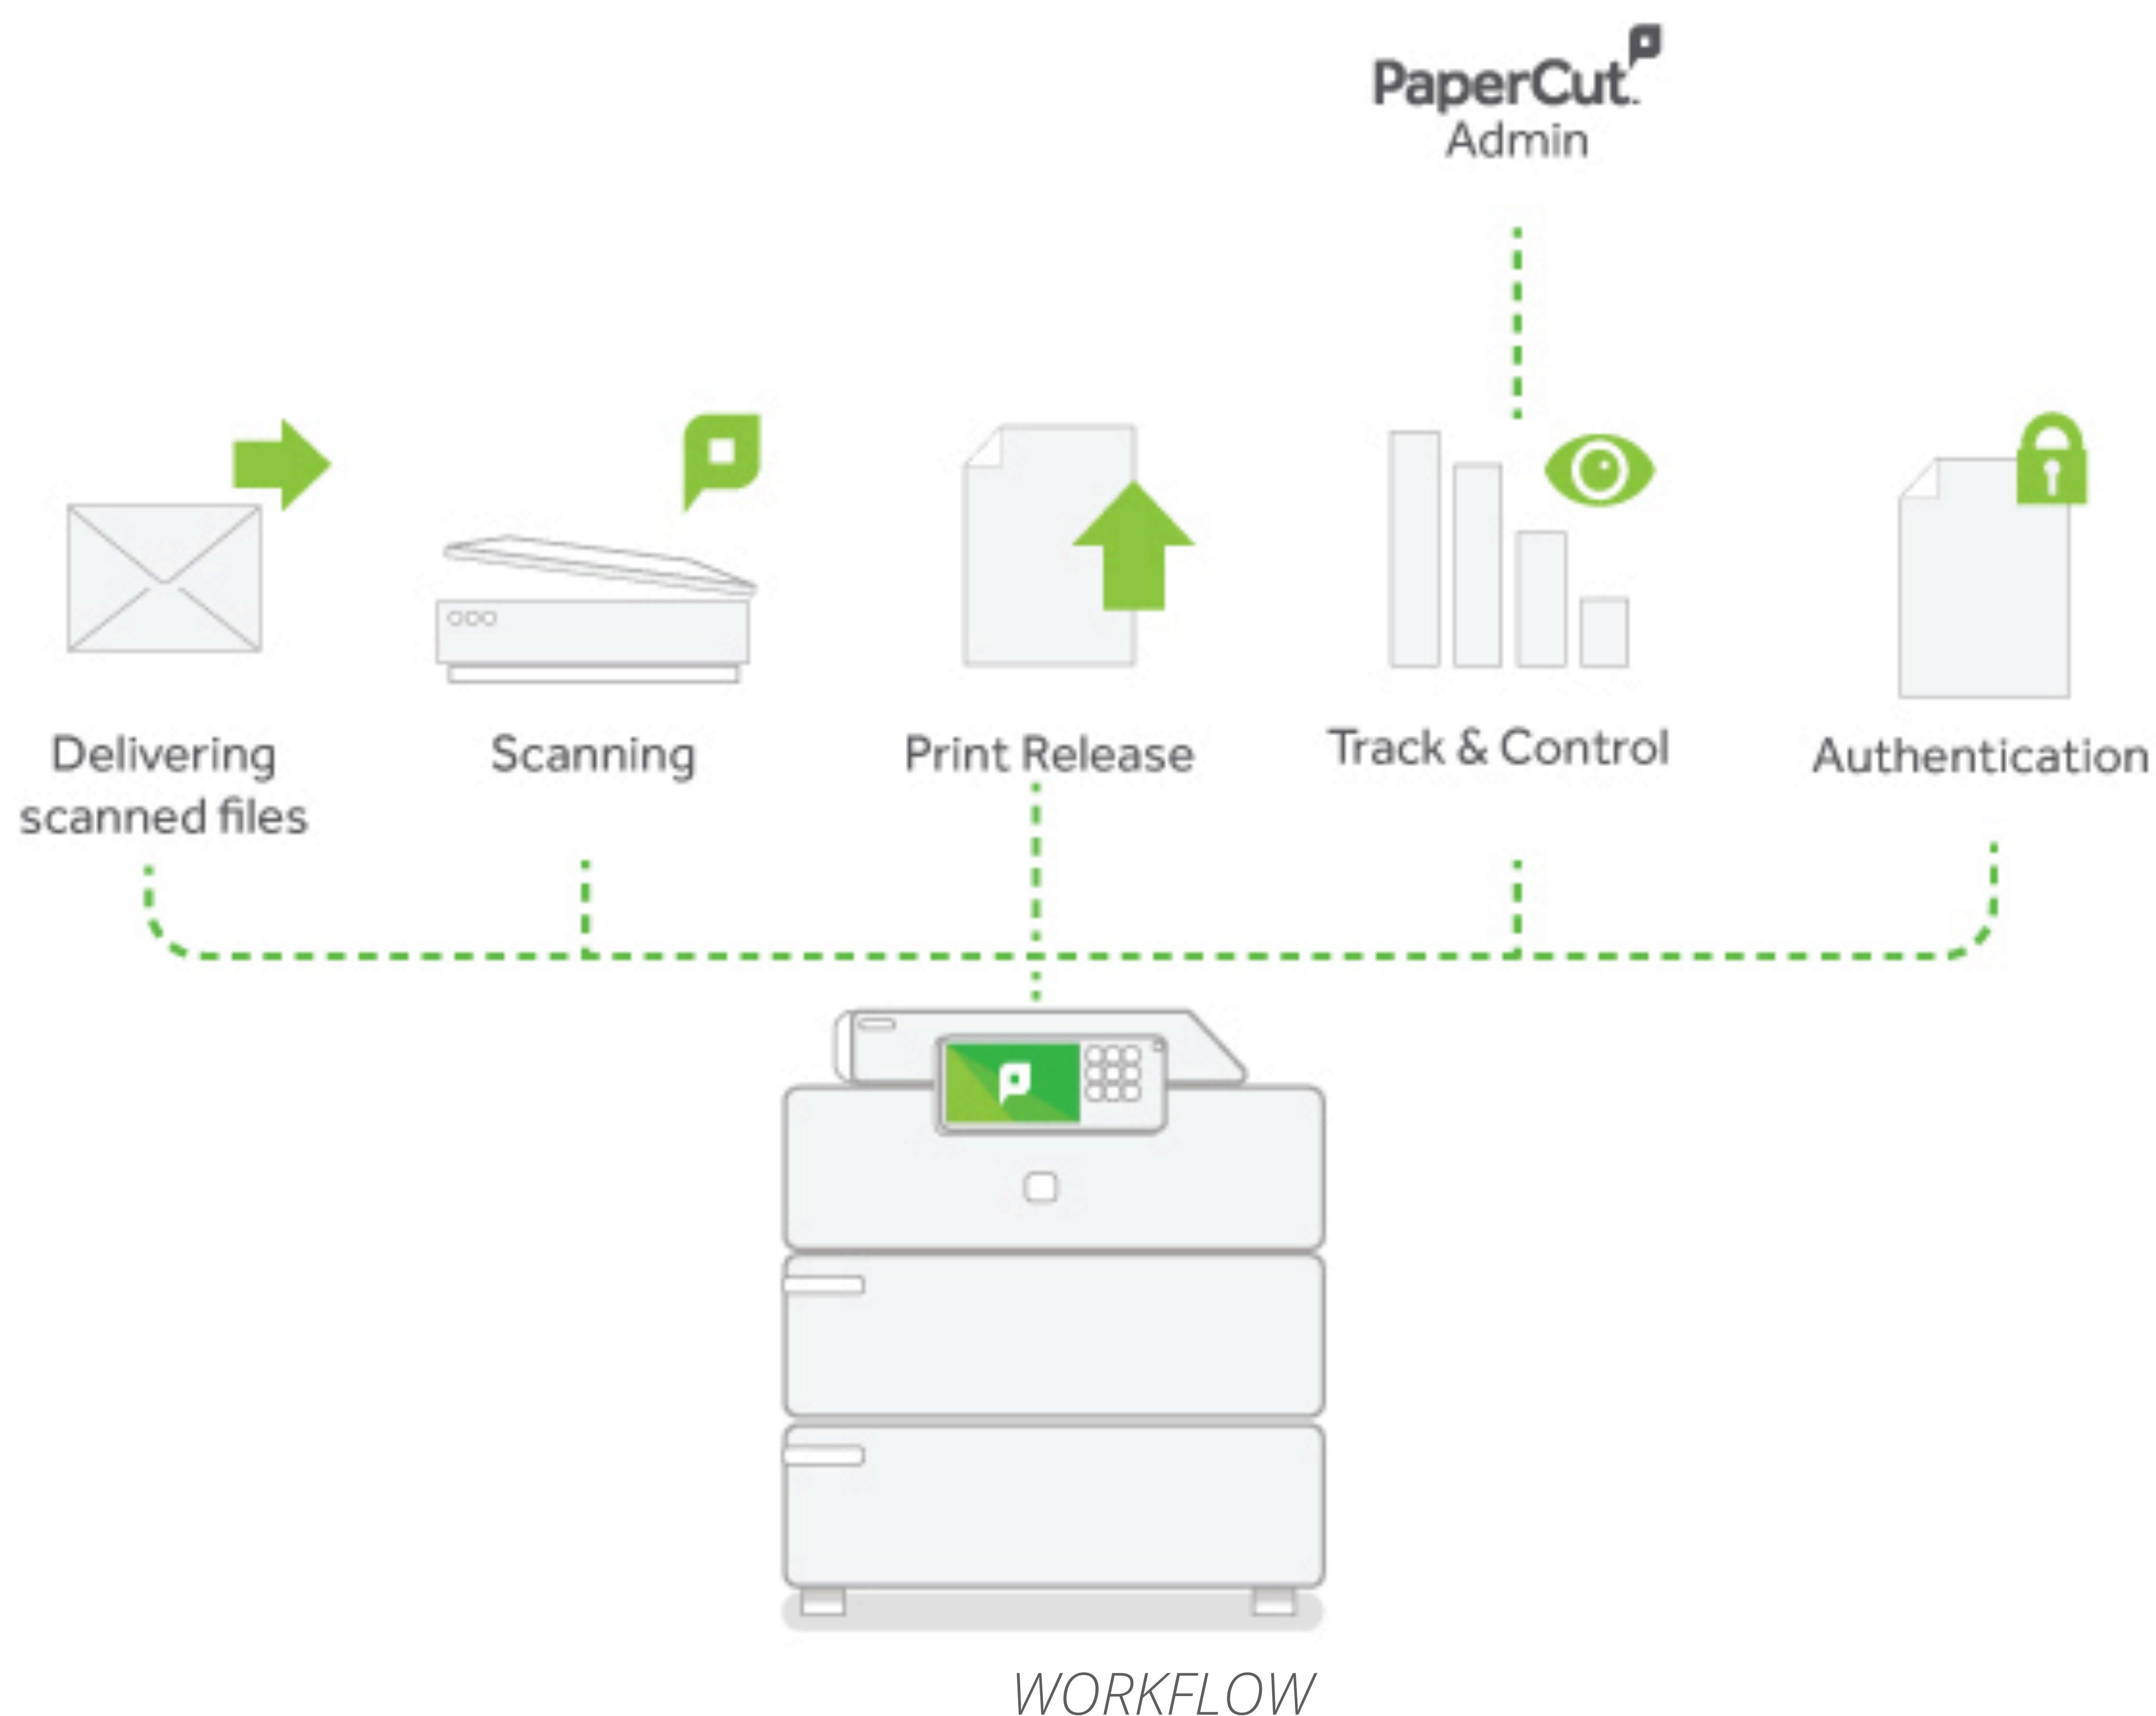 PaperCut
Admin
Delivering
scanned files
Scanning
Print Release
Track & Control
Authentication
WORKFLOW